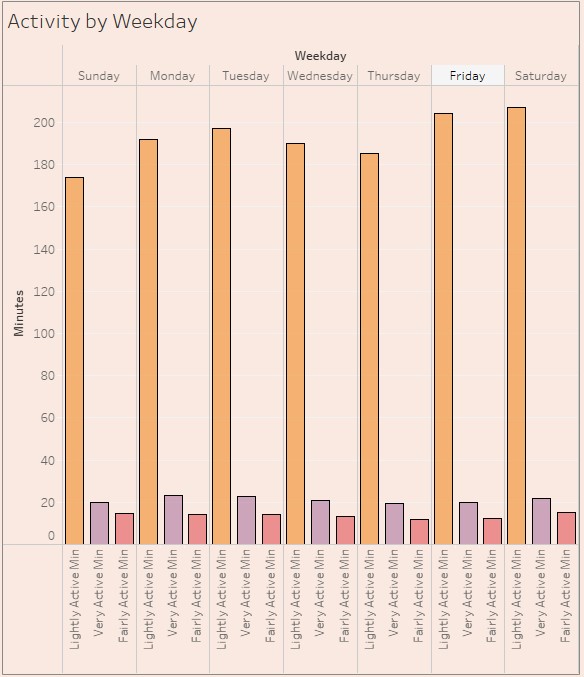 Activity by Weekday
Weekday
Sunday Monday Tuesday Wednesday Thursday Friday Saturday
Minutes
200
180
160
140
120
100
80
60
40
20
0
Lightly Active Min
Very Active Min
Fairly Active Min
Lightly Active Min
Very Active Min
Fairly Active Min
Lightly Active Min
Very Active Min
Fairly Active Min
Lightly Active Min
Very Active Min
Fairly Active Min
Lightly Active Min
Very Active Min
Fairly Active Min
Lightly Active Min
Very Active Min
Fairly Active Min
Lightly Active Min
Very Active Min
Fairly Active Min